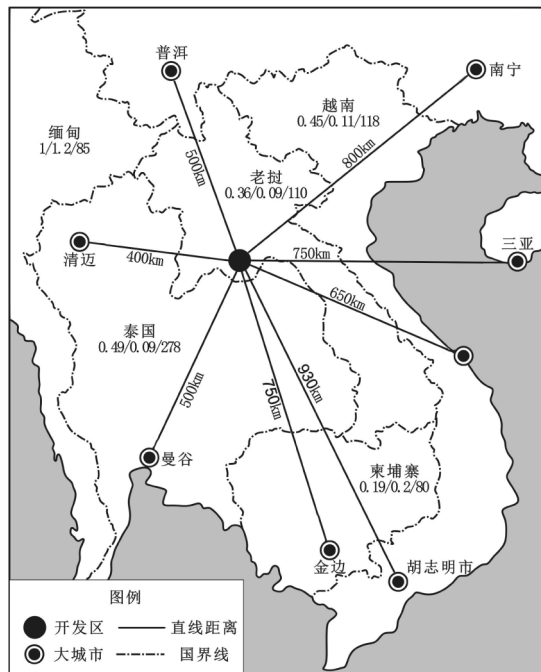 普洱
南宁
越南
0.45/0.11/118
缅甸
1/1.2/85
500km
800km
老挝
0.36/0.09/110
清迈
400km
750km
三亚
650km
泰国
0.49/0.09/278
500km
750km
930km
曼谷
柬埔寨
0.19/0.2/80
金边
胡志明市
图例
开发区
直线距离
大城市
国界线